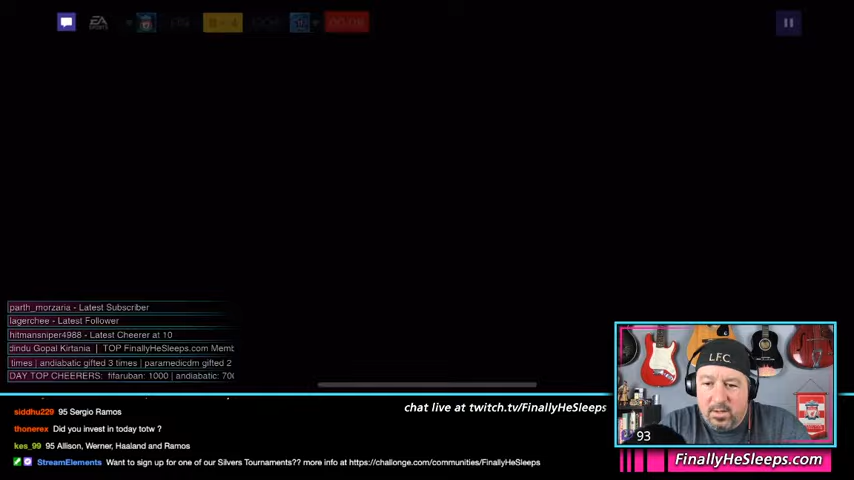 EA
SPORTS
parth_morzaria - Latest Subscriber
lagerchee - Latest Follower
hitmansniper4988 - Latest Cheerer at 10
dindu Gopal Kirtania | TOP FinallyHeSleeps.com Memb
times | andiabatic gifted 3 times | paramedicdm gifted 2
DAY TOP CHEERERS: fifaruban: 1000 | andiabatic: 700
chat live at twitch.tv/FinallyHeSleeps
siddhu229 95 Sergio Ramos
thonerex Did you invest in today totw ?
kes_99 95 Allison, Werner, Haaland and Ramos
StreamElements Want to sign up for one of our Silvers Tournaments?? more info at https://challonge.com/communities/FinallyHeSleeps
L.F.C.
93
FinallyHeSleeps.com